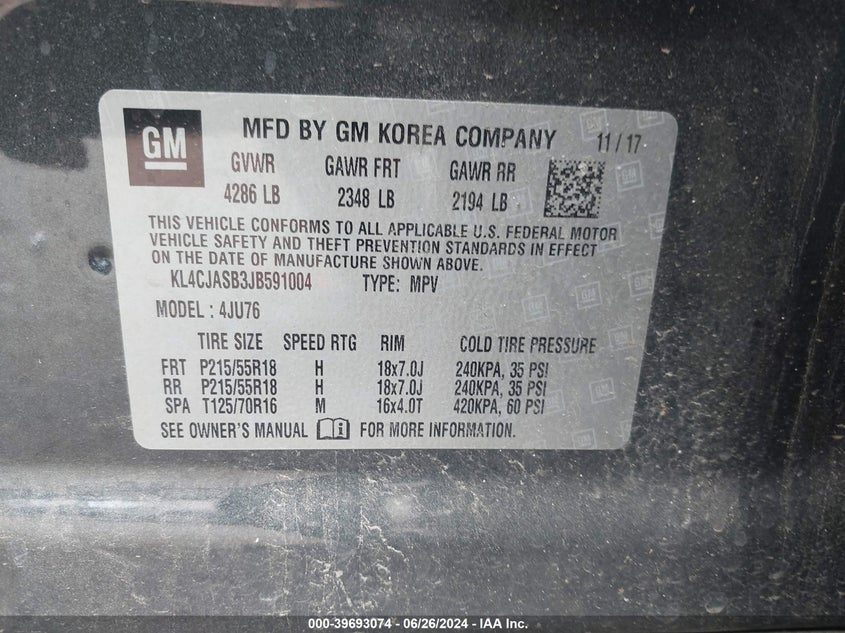 GM
MFD BY GM KOREA COMPANY 11/17
GVWR GAWR FRT GAWR RR
4286 LB 2348 LB 2194 LB
THIS VEHICLE CONFORMS TO ALL APPLICABLE U.S. FEDERAL MOTOR
VEHICLE SAFETY AND THEFT PREVENTION STANDARDS IN EFFECT
ON THE DATE OF MANUFACTURE SHOWN ABOVE.
KL4CJASB3JB591004 TYPE: MPV
MODEL : 4JU76
TIRE SIZE SPEED RTG RIM COLD TIRE PRESSURE
FRT P215/55R18 H 18x7.0J 240KPA, 35 PSI
RR P215/55R18 H 18x7.0J 240KPA, 35 PSI
SPA T125/70R16 M 16x4.0T 420KPA, 60 PSI
SEE OWNER'S MANUAL i FOR MORE INFORMATION.
000-39693074 - 06/26/2024 - IAA Inc.